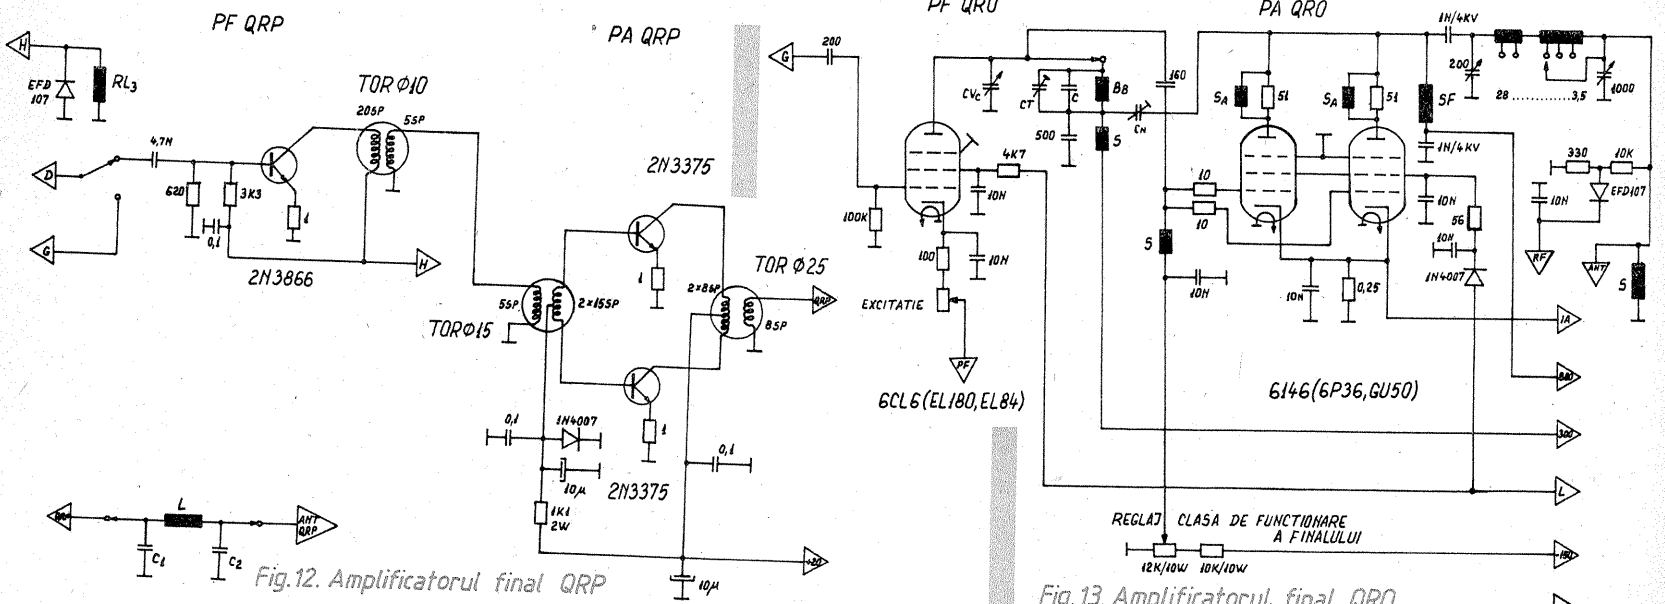 PF QRP
PA QRP
H
EFD
107
RL3
TOR Φ10
20SP
5SP
4,7N
D
G
620
3K3
0,1
1
2N3866
H
2N3375
1
5SP
2×15SP
TORΦ15
2×8SP
8SP
TOR Φ25
QRP
0,1
1N4007
10µ
1K1
2W
2N3375
1
0,1
10µ
+20
L
C1
C2
ANT
QRP
Fig.12. Amplificatorul final QRP
PF QRO
PA QRO
G
200
CVc
CT
C
B8
500
S
CN
160
100K
4K7
10N
100
10N
EXCITATIE
PF
6CL6(EL180,EL84)
SA
51
SA
51
SF
1N/4KV
1N/4KV
200
28 ............ 3,5
1000
10
10
S
10N
10N
0,25
10N
56
10N
1N4007
330
10K
EFD107
10N
RF
ANT
S
1A
6146(6P36,GU50)
300
L
REGLAJ CLASA DE FUNCTIONARE
A FINALULUI
12K/10W
10K/10W
-150
Fig.13. Amplificatorul final QRO